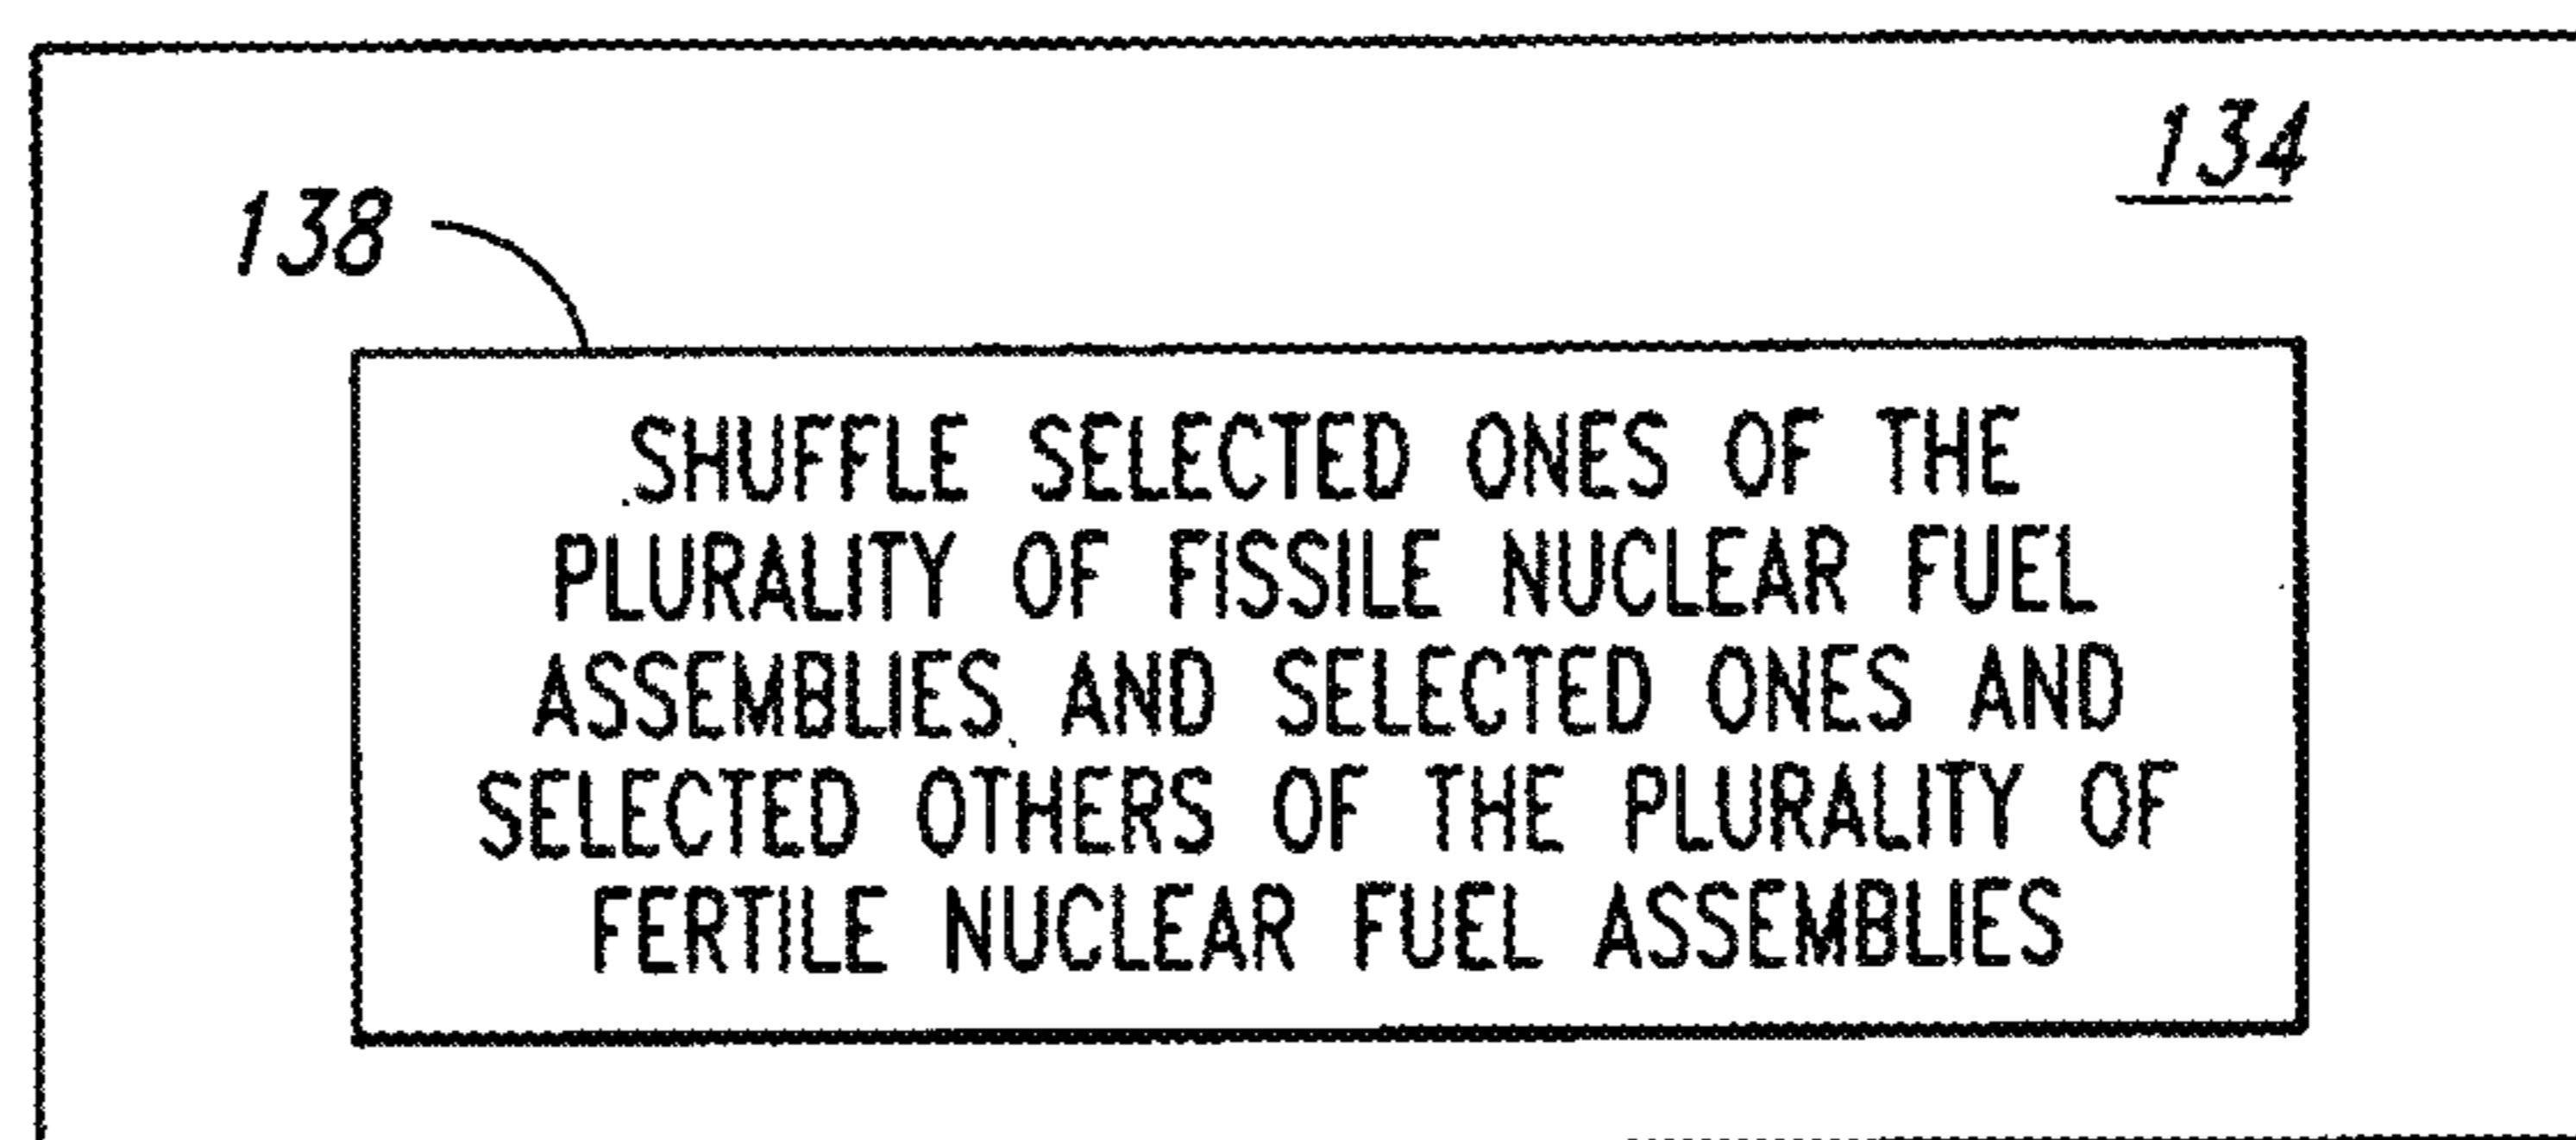 134
138
SHUFFLE SELECTED ONES OF THE
PLURALITY OF FISSILE NUCLEAR FUEL
ASSEMBLIES AND SELECTED ONES AND
SELECTED OTHERS OF THE PLURALITY OF
FERTILE NUCLEAR FUEL ASSEMBLIES